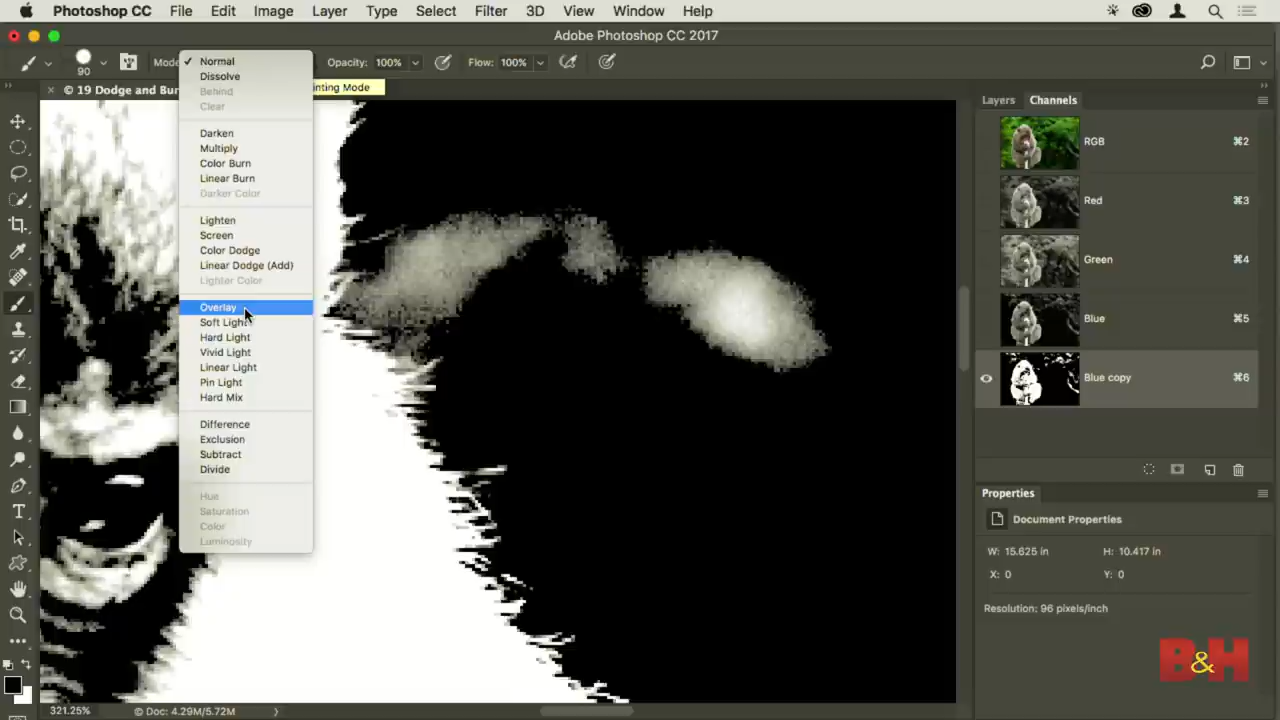 Photoshop CC File Edit Image Layer Type Select Filter 3D View Window Help
Adobe Photoshop CC 2017
90 Mode Opacity: 100% Flow: 100%
× © 19 Dodge and Bur inting Mode
Normal
Dissolve
Behind
Clear
Darken
Multiply
Color Burn
Linear Burn
Darker Color
Lighten
Screen
Color Dodge
Linear Dodge (Add)
Lighter Color
Overlay
Soft Light
Hard Light
Vivid Light
Linear Light
Pin Light
Hard Mix
Difference
Exclusion
Subtract
Divide
Hue
Saturation
Color
Luminosity
Layers Channels
RGB ⌘2
Red ⌘3
Green ⌘4
Blue ⌘5
Blue copy ⌘6
Properties
Document Properties
W: 15.625 in H: 10.417 in
X: 0 Y: 0
Resolution: 96 pixels/inch
B&H
321.25% © Doc: 4.29M/5.72M